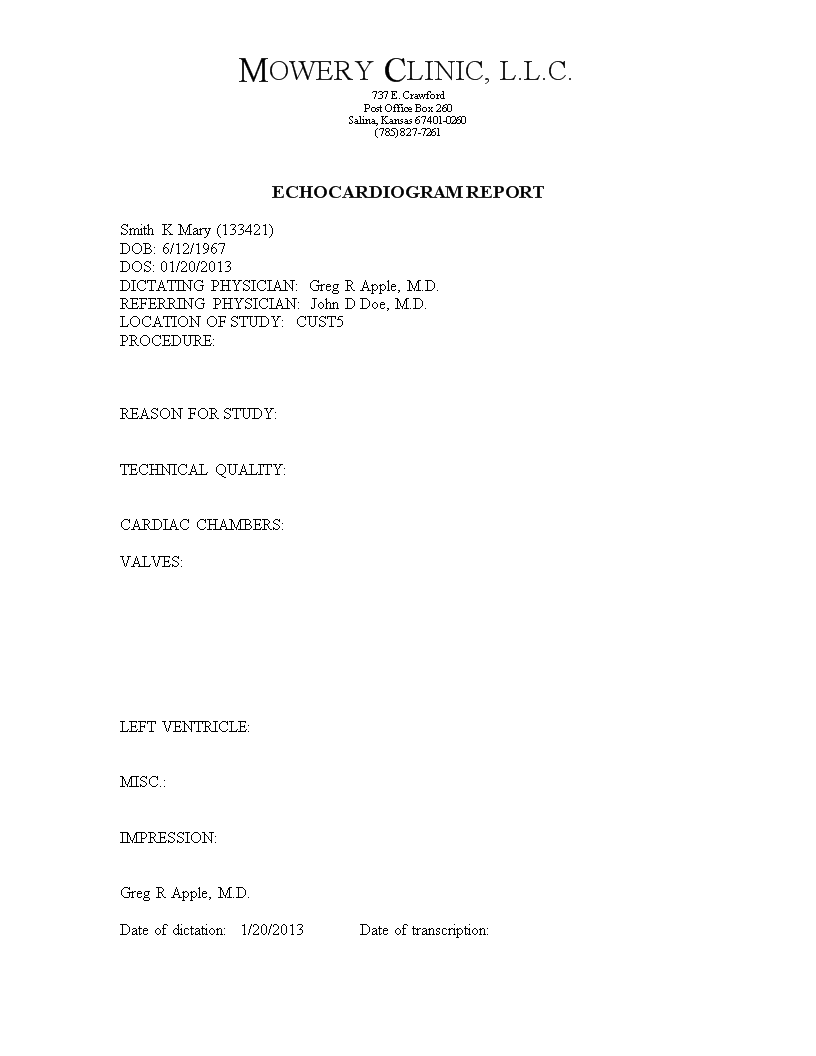 MOWERY CLINIC, L.L.C.
737 E. Crawford
Post Office Box 260
Salina, Kansas 67401-0260
(785) 827-7261
ECHOCARDIOGRAM REPORT
Smith K Mary (133421)
DOB: 6/12/1967
DOS: 01/20/2013
DICTATING PHYSICIAN: Greg R Apple, M.D.
REFERRING PHYSICIAN: John D Doe, M.D.
LOCATION OF STUDY: CUST5
PROCEDURE:
REASON FOR STUDY:
TECHNICAL QUALITY:
CARDIAC CHAMBERS:
VALVES:
LEFT VENTRICLE:
MISC.:
IMPRESSION:
Greg R Apple, M.D.
Date of dictation: 1/20/2013 Date of transcription: